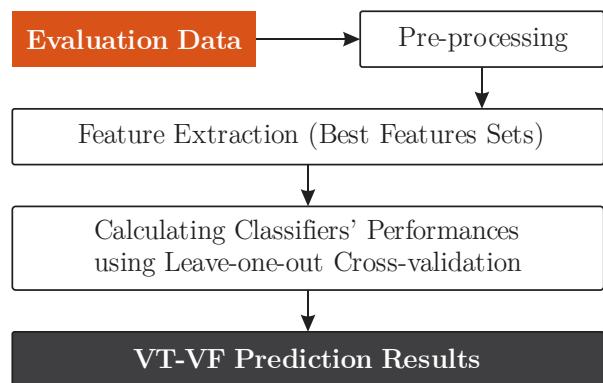 Evaluation Data
Pre-processing
Feature Extraction (Best Features Sets)
Calculating Classifiers’ Performances
using Leave-one-out Cross-validation
VT-VF Prediction Results